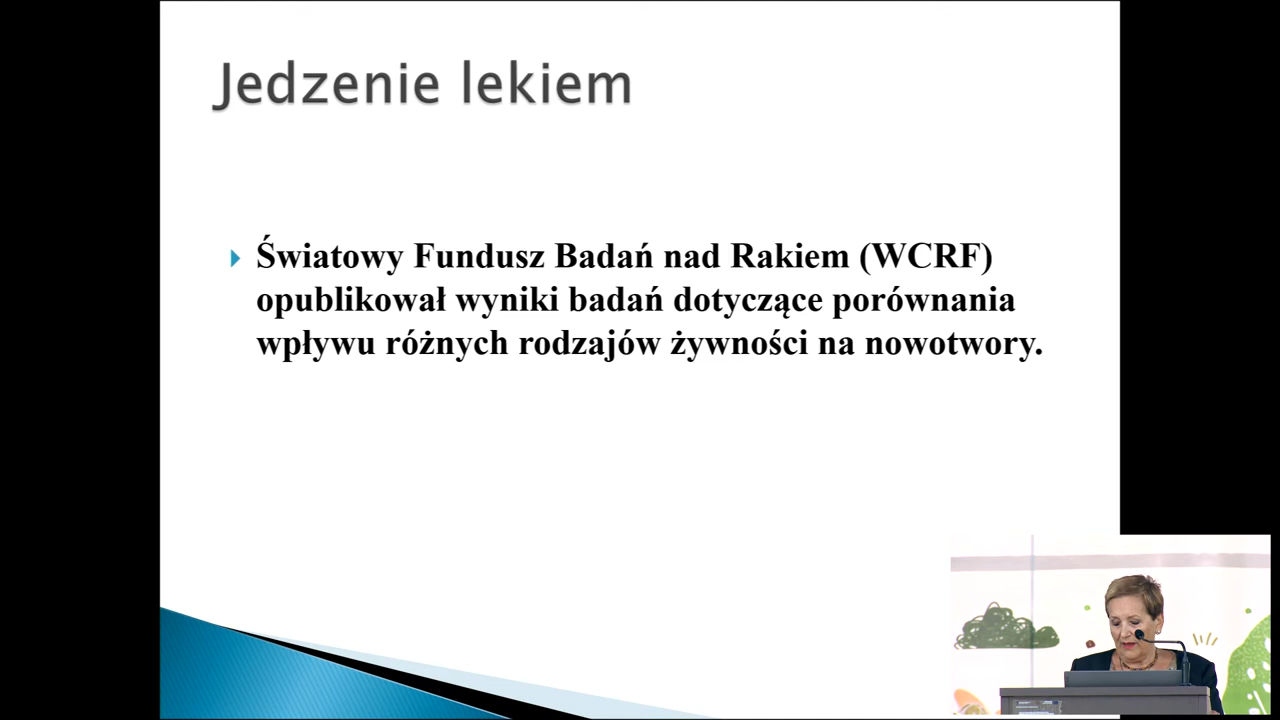 Jedzenie lekiem
Światowy Fundusz Badań nad Rakiem (WCRF)
opublikował wyniki badań dotyczące porównania
wpływu różnych rodzajów żywności na nowotwory.